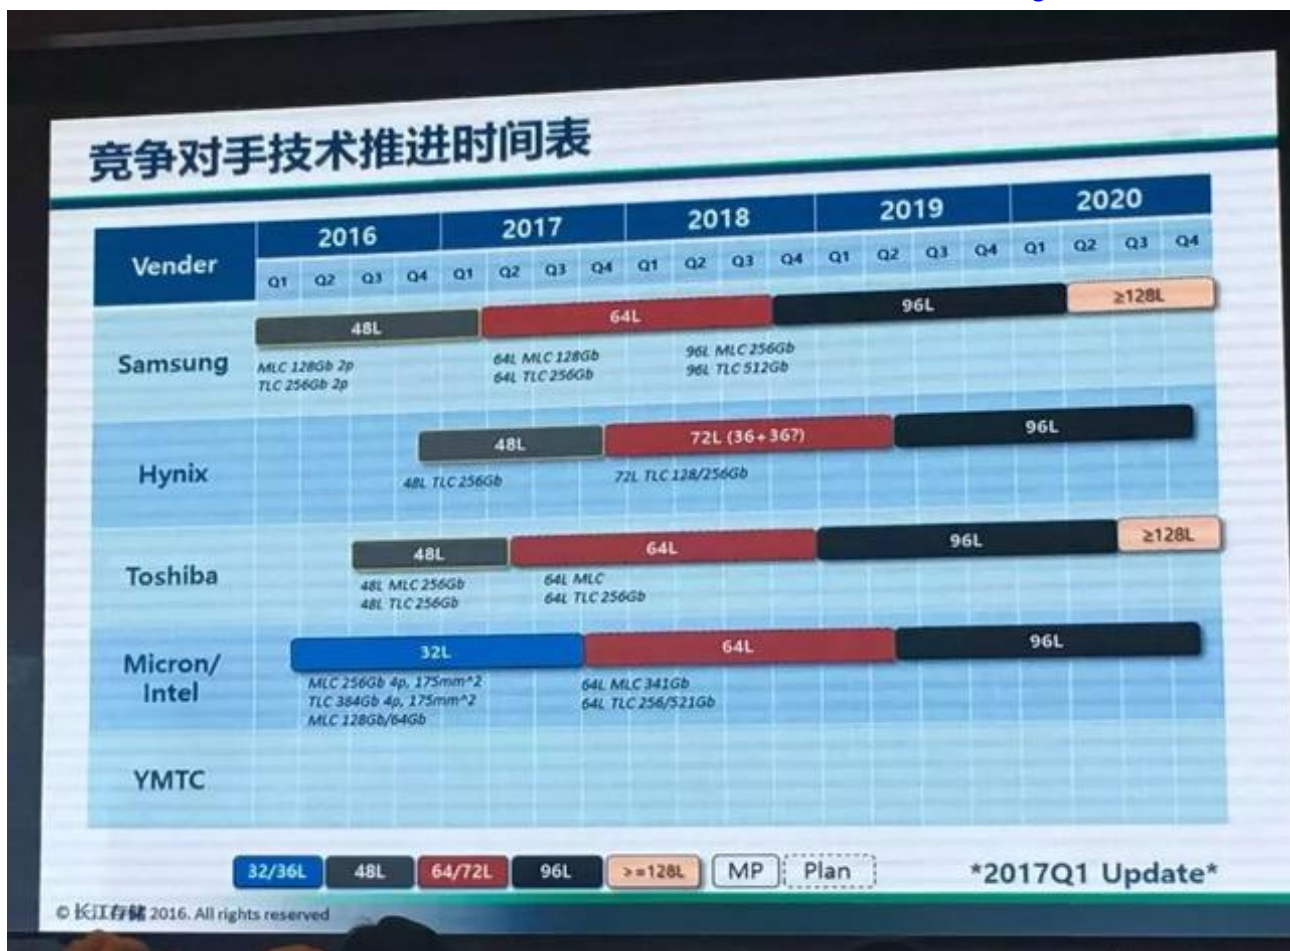 竞争对手技术推进时间表
Vender 2016 2017 2018 2019 2020
Q1 Q2 Q3 Q4 Q1 Q2 Q3 Q4 Q1 Q2 Q3 Q4 Q1 Q2 Q3 Q4 Q1 Q2 Q3 Q4
Samsung
48L 64L 96L ≥128L
MLC 128Gb 2p
TLC 256Gb 2p
64L MLC 128Gb
64L TLC 256Gb
96L MLC 256Gb
96L TLC 512Gb
Hynix
48L 72L (36+36?) 96L
48L TLC 256Gb
72L TLC 128/256Gb
Toshiba
48L 64L 96L ≥128L
48L MLC 256Gb
48L TLC 256Gb
64L MLC
64L TLC 256Gb
Micron/
Intel
32L 64L 96L
MLC 256Gb 4p, 175mm^2
TLC 384Gb 4p, 175mm^2
MLC 128Gb/64Gb
64L MLC 341Gb
64L TLC 256/521Gb
YMTC
32/36L 48L 64/72L 96L >=128L MP Plan *2017Q1 Update*
© 长江存储 2016. All rights reserved